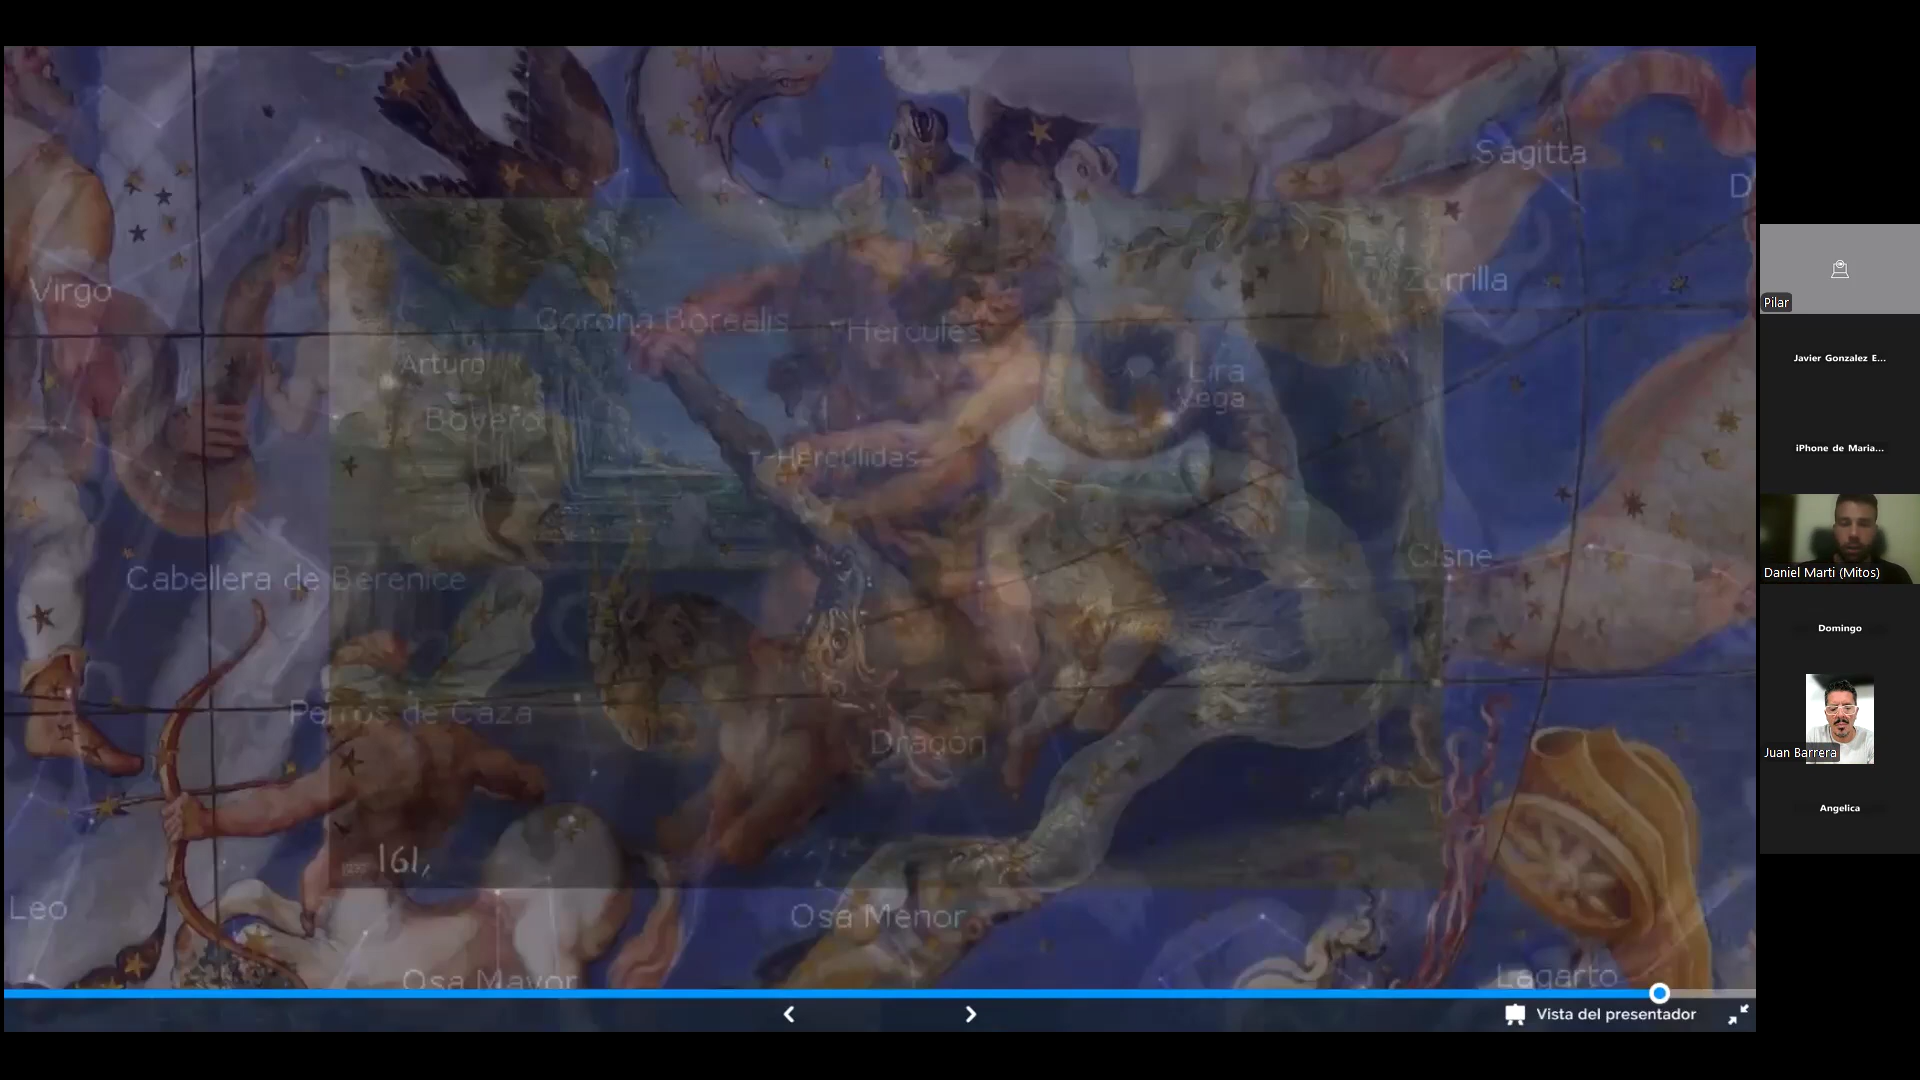 Sagitta
D
Virgo
Zorrilla
Corona Borealis
Hércules
Arturo
Lira
Vega
Boyero
τ-Hercúlidas
Cisne
Cabellera de Berenice
Perros de Caza
Dragón
161,
Leo
Osa Menor
Osa Mayor
Lagarto
Vista del presentador
Pilar
Javier Gonzalez E...
iPhone de Maria...
Daniel Marti (Mitos)
Domingo
Juan Barrera
Angelica